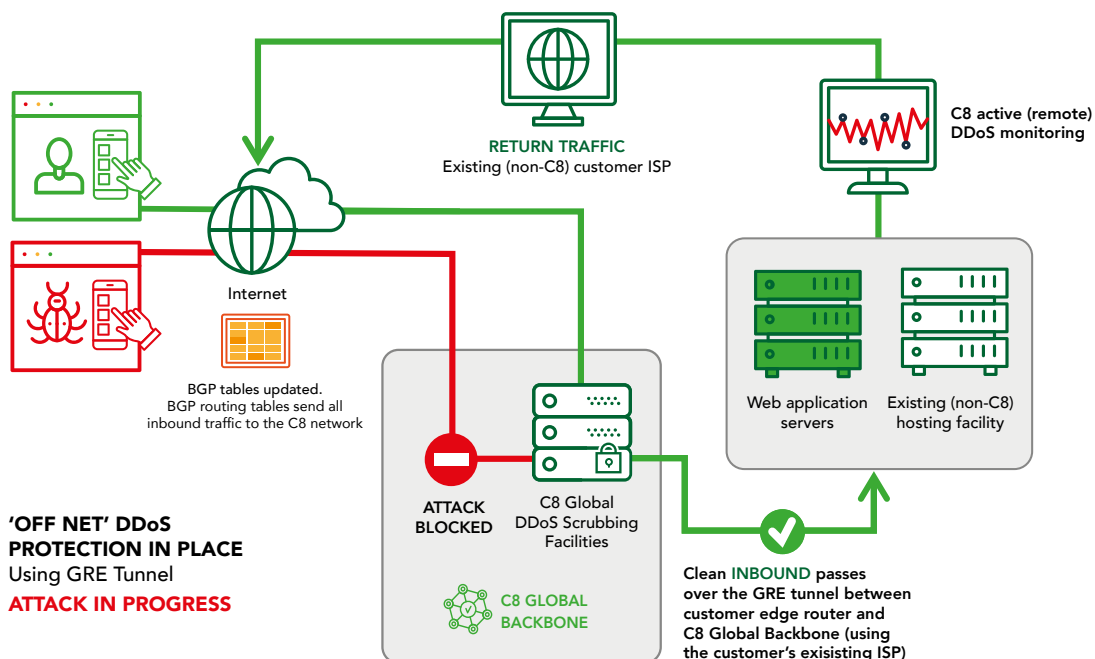 RETURN TRAFFIC
Existing (non-C8) customer ISP
C8 active (remote)
DDoS monitoring
Internet
BGP tables updated.
BGP routing tables send all
inbound traffic to the C8 network
Web application
servers
Existing (non-C8)
hosting facility
ATTACK
BLOCKED
C8 Global
DDoS Scrubbing
Facilities
C8 GLOBAL
BACKBONE
Clean INBOUND passes
over the GRE tunnel between
customer edge router and
C8 Global Backbone (using
the customer's exisisting ISP)
'OFF NET' DDoS
PROTECTION IN PLACE
Using GRE Tunnel
ATTACK IN PROGRESS